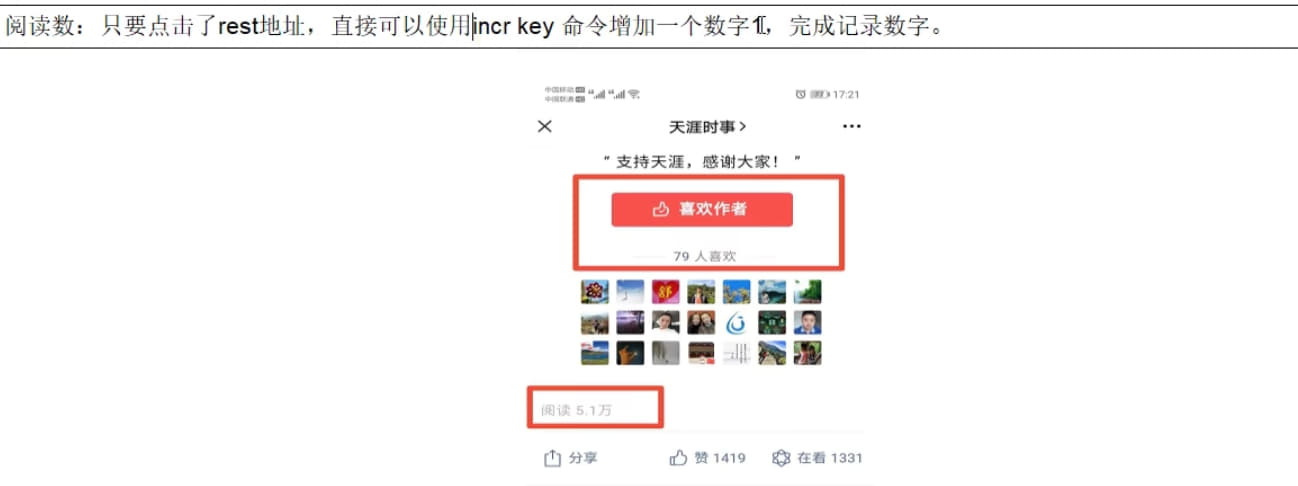 阅读数：只要点击了rest地址，直接可以使用incr key 命令增加一个数字1，完成记录数字。
中国移动 HD
中国联通 HD
17:21
天涯时事
“ 支持天涯，感谢大家！ ”
喜欢作者
79 人喜欢
阅读 5.1万
分享 赞 1419 在看 1331